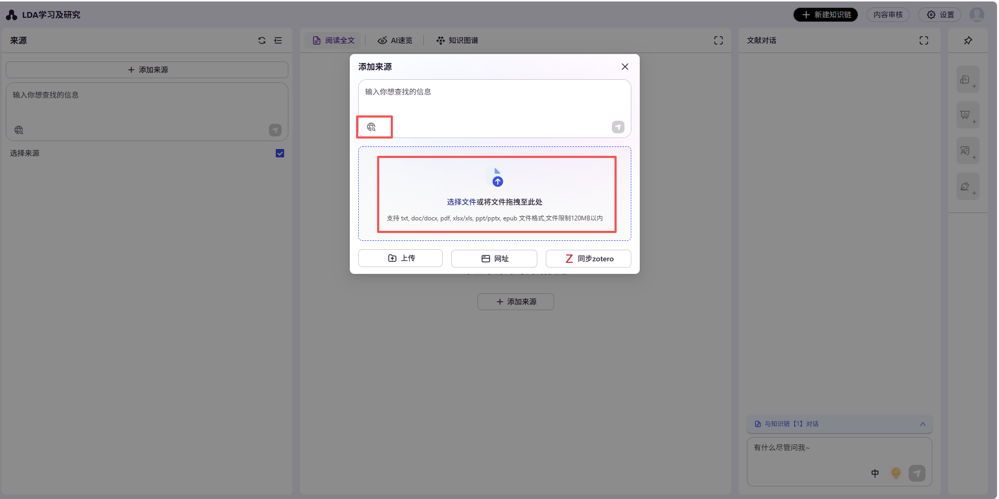 LDA学习及研究
新建知识链
内容审核
设置
来源
添加来源
输入你想查找的信息
选择来源
阅读全文
AI速览
知识图谱
添加来源
输入你想查找的信息
选择文件或将文件拖拽至此处
支持 txt, doc/docx, pdf, xlsx/xls, ppt/pptx, epub 文件格式,文件限制120MB以内
上传
网址
Z 同步zotero
添加来源
文献对话
与知识链【1】对话
有什么尽管问我~
中